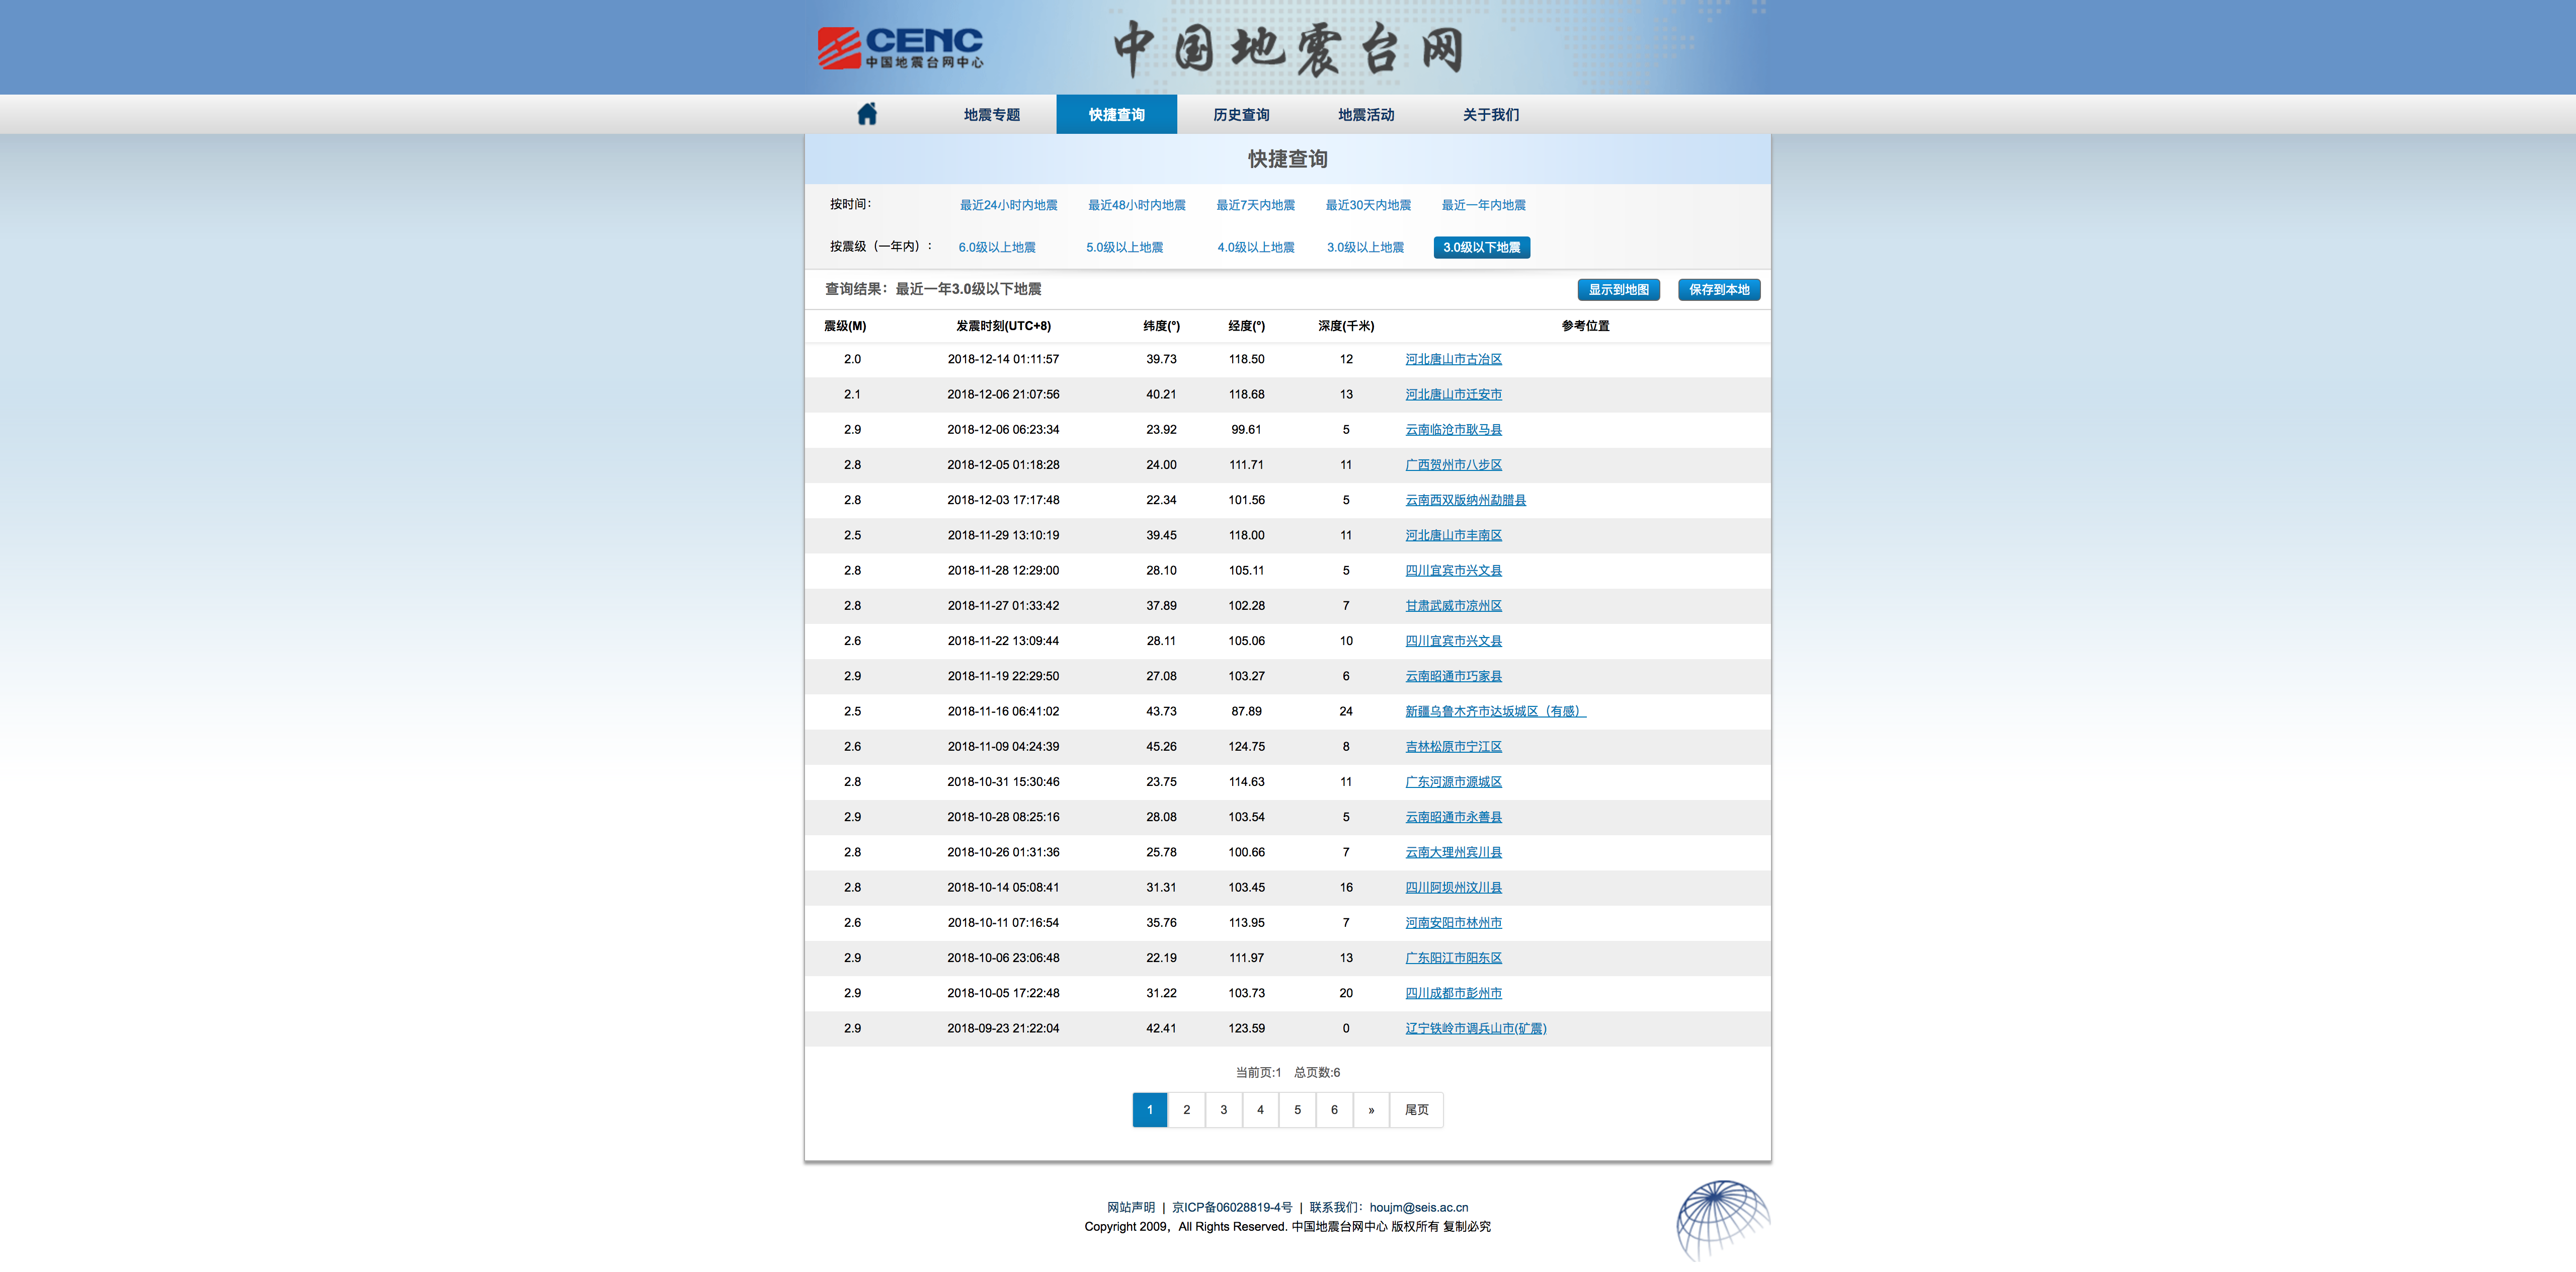 CENC
中国地震台网中心
中国地震台网
地震专题 快捷查询 历史查询 地震活动 关于我们
快捷查询
按时间： 最近24小时内地震 最近48小时内地震 最近7天内地震 最近30天内地震 最近一年内地震
按震级（一年内）： 6.0级以上地震 5.0级以上地震 4.0级以上地震 3.0级以上地震 3.0级以下地震
查询结果：最近一年3.0级以下地震 显示到地图 保存到本地
震级(M) 发震时刻(UTC+8) 纬度(°) 经度(°) 深度(千米) 参考位置
2.0 2018-12-14 01:11:57 39.73 118.50 12 河北唐山市古冶区
2.1 2018-12-06 21:07:56 40.21 118.68 13 河北唐山市迁安市
2.9 2018-12-06 06:23:34 23.92 99.61 5 云南临沧市耿马县
2.8 2018-12-05 01:18:28 24.00 111.71 11 广西贺州市八步区
2.8 2018-12-03 17:17:48 22.34 101.56 5 云南西双版纳州勐腊县
2.5 2018-11-29 13:10:19 39.45 118.00 11 河北唐山市丰南区
2.8 2018-11-28 12:29:00 28.10 105.11 5 四川宜宾市兴文县
2.8 2018-11-27 01:33:42 37.89 102.28 7 甘肃武威市凉州区
2.6 2018-11-22 13:09:44 28.11 105.06 10 四川宜宾市兴文县
2.9 2018-11-19 22:29:50 27.08 103.27 6 云南昭通市巧家县
2.5 2018-11-16 06:41:02 43.73 87.89 24 新疆乌鲁木齐市达坂城区（有感）
2.6 2018-11-09 04:24:39 45.26 124.75 8 吉林松原市宁江区
2.8 2018-10-31 15:30:46 23.75 114.63 11 广东河源市源城区
2.9 2018-10-28 08:25:16 28.08 103.54 5 云南昭通市永善县
2.8 2018-10-26 01:31:36 25.78 100.66 7 云南大理州宾川县
2.8 2018-10-14 05:08:41 31.31 103.45 16 四川阿坝州汶川县
2.6 2018-10-11 07:16:54 35.76 113.95 7 河南安阳市林州市
2.9 2018-10-06 23:06:48 22.19 111.97 13 广东阳江市阳东区
2.9 2018-10-05 17:22:48 31.22 103.73 20 四川成都市彭州市
2.9 2018-09-23 21:22:04 42.41 123.59 0 辽宁铁岭市调兵山市(矿震)
当前页:1 总页数:6
1 2 3 4 5 6 » 尾页
网站声明 | 京ICP备06028819-4号 | 联系我们：houjm@seis.ac.cn
Copyright 2009，All Rights Reserved. 中国地震台网中心 版权所有 复制必究